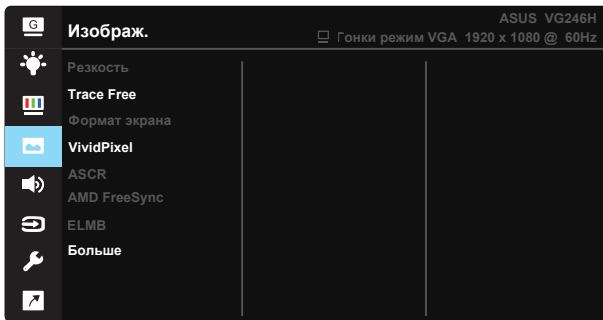 G
Изображ.
ASUS VG246H
Гонки режим VGA 1920 x 1080 @ 60Hz
Резкость
Trace Free
Формат экрана
VividPixel
ASCR
AMD FreeSync
ELMB
Больше